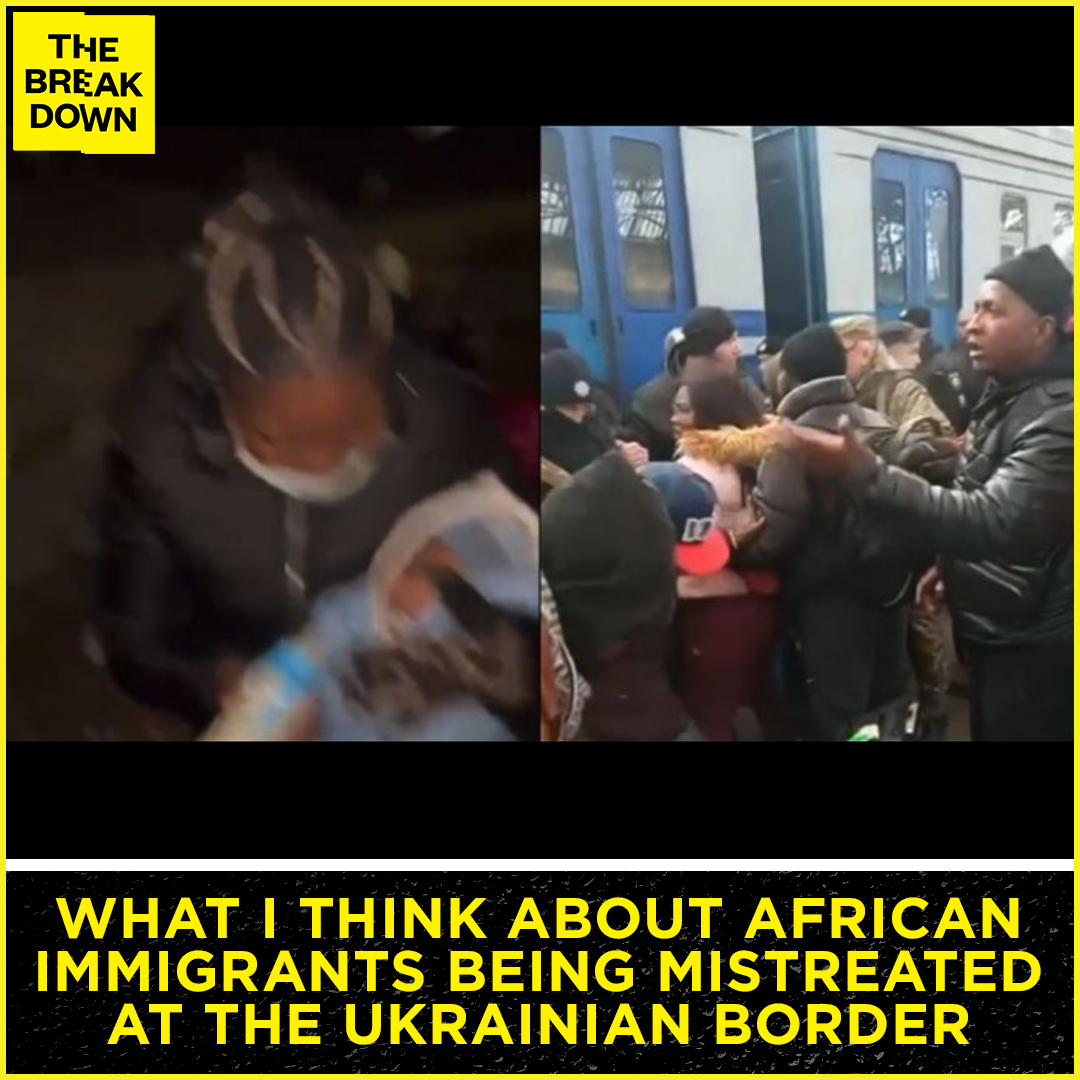 THE
BREAK
DOWN
WHAT I THINK ABOUT AFRICAN
IMMIGRANTS BEING MISTREATED
AT THE UKRAINIAN BORDER